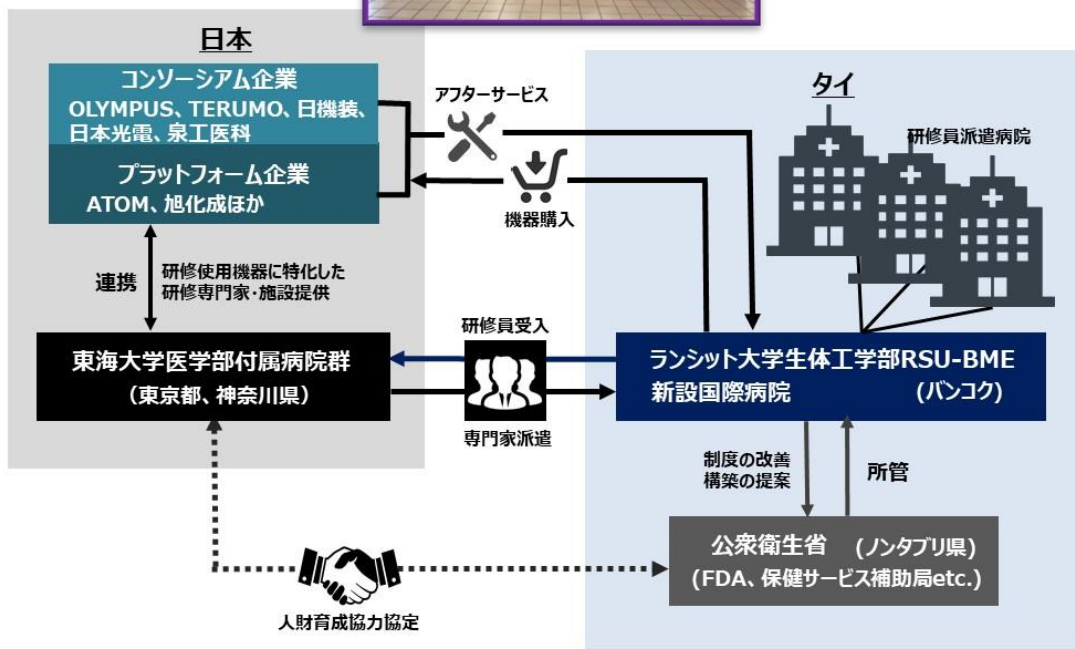 日本
コンソーシアム企業
OLYMPUS、TERUMO、日機装、
日本光電、泉工医科
プラットフォーム企業
ATOM、旭化成ほか
連携
研修使用機器に特化した
研修専門家・施設提供
東海大学医学部付属病院群
（東京都、神奈川県）
アフターサービス
機器購入
研修員受入
専門家派遣
人財育成協力協定
タイ
研修員派遣病院
ランシット大学生体工学部RSU-BME
新設国際病院 (バンコク)
制度の改善
構築の提案
所管
公衆衛生省 (ノンタブリ県)
(FDA、保健サービス補助局etc.)